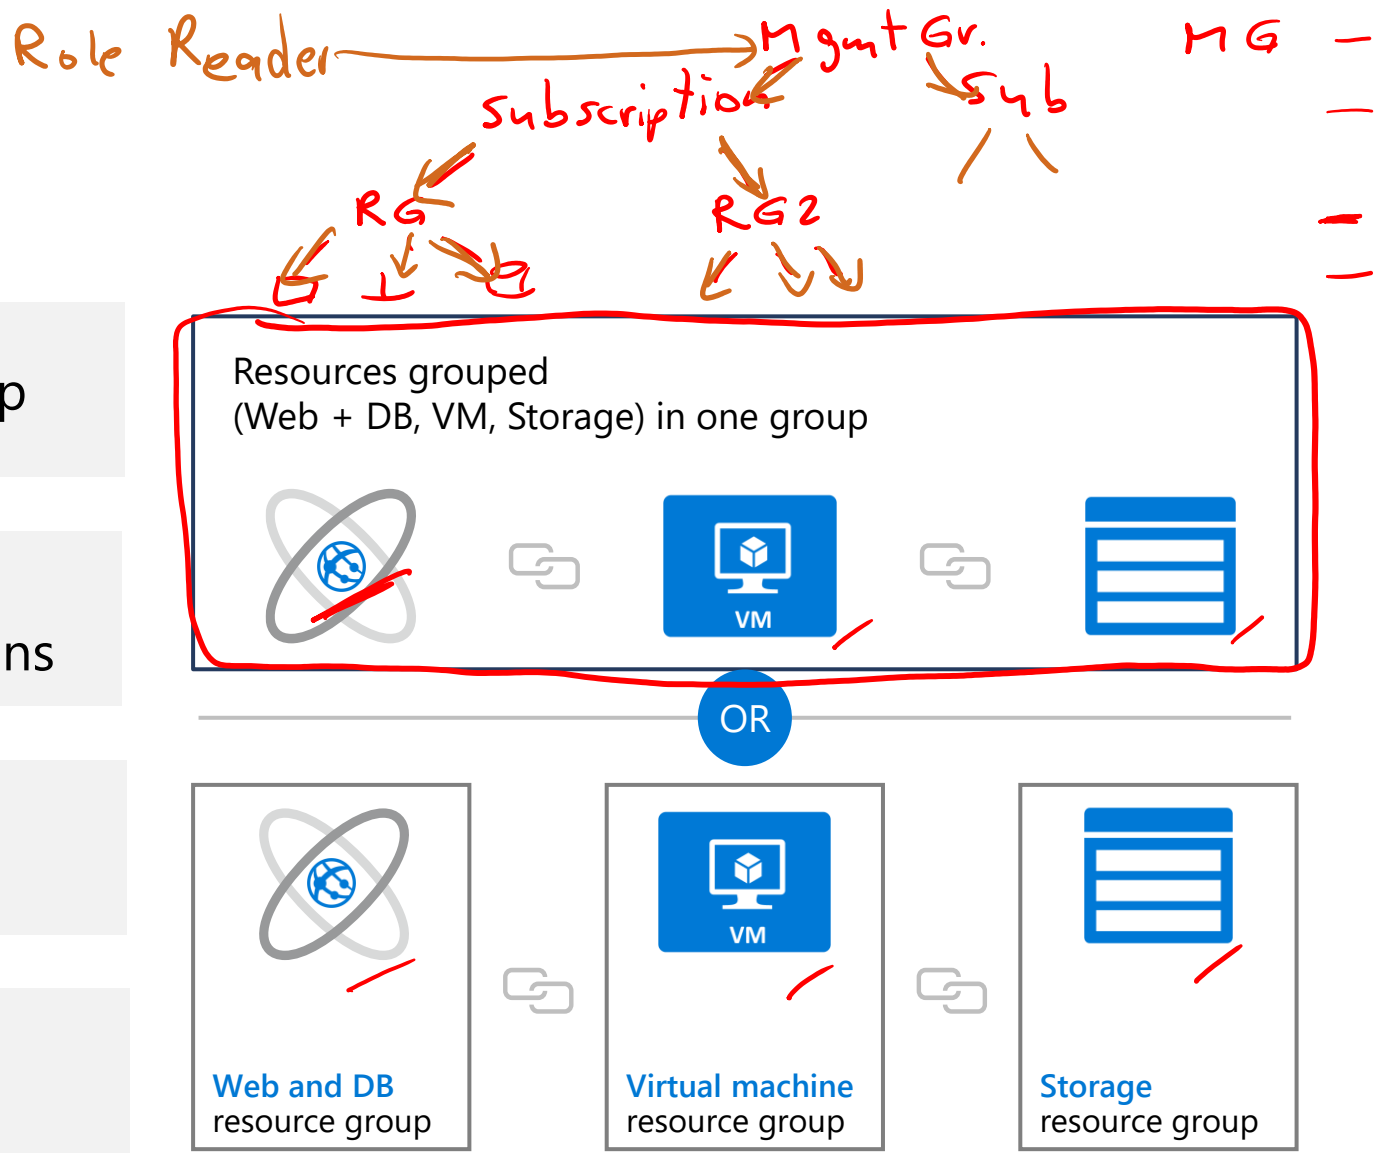 Role Reader Mgmt Gr. MG
Subscription Sub
RG RG2
p
Resources grouped
(Web + DB, VM, Storage) in one group
VM
ns
OR
VM
Web and DB
resource group
Virtual machine
resource group
Storage
resource group